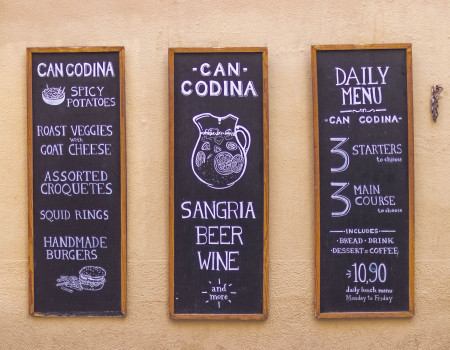 CAN CODINA
SPICY
POTATOES
ROAST VEGGIES
with
GOAT CHEESE
ASSORTED
CROQUETES
SQUID RINGS
HANDMADE
BURGERS
- CAN -
CODINA
SANGRIA
BEER
WINE
and
more
DAILY
MENU
in
- CAN CODINA -
3 STARTERS
to choose
3 MAIN
COURSE
to choose
INCLUDES
· BREAD · DRINK
· DESSERT or COFFEE
10,90
daily lunch menu
Monday to Friday